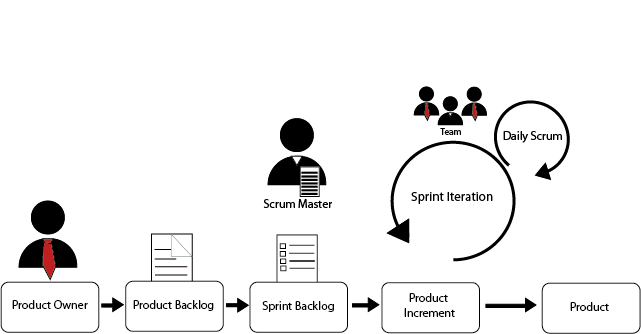 Team
Daily Scrum
Sprint Iteration
Scrum Master
Product Owner
Product Backlog
Sprint Backlog
Product
Increment
Product